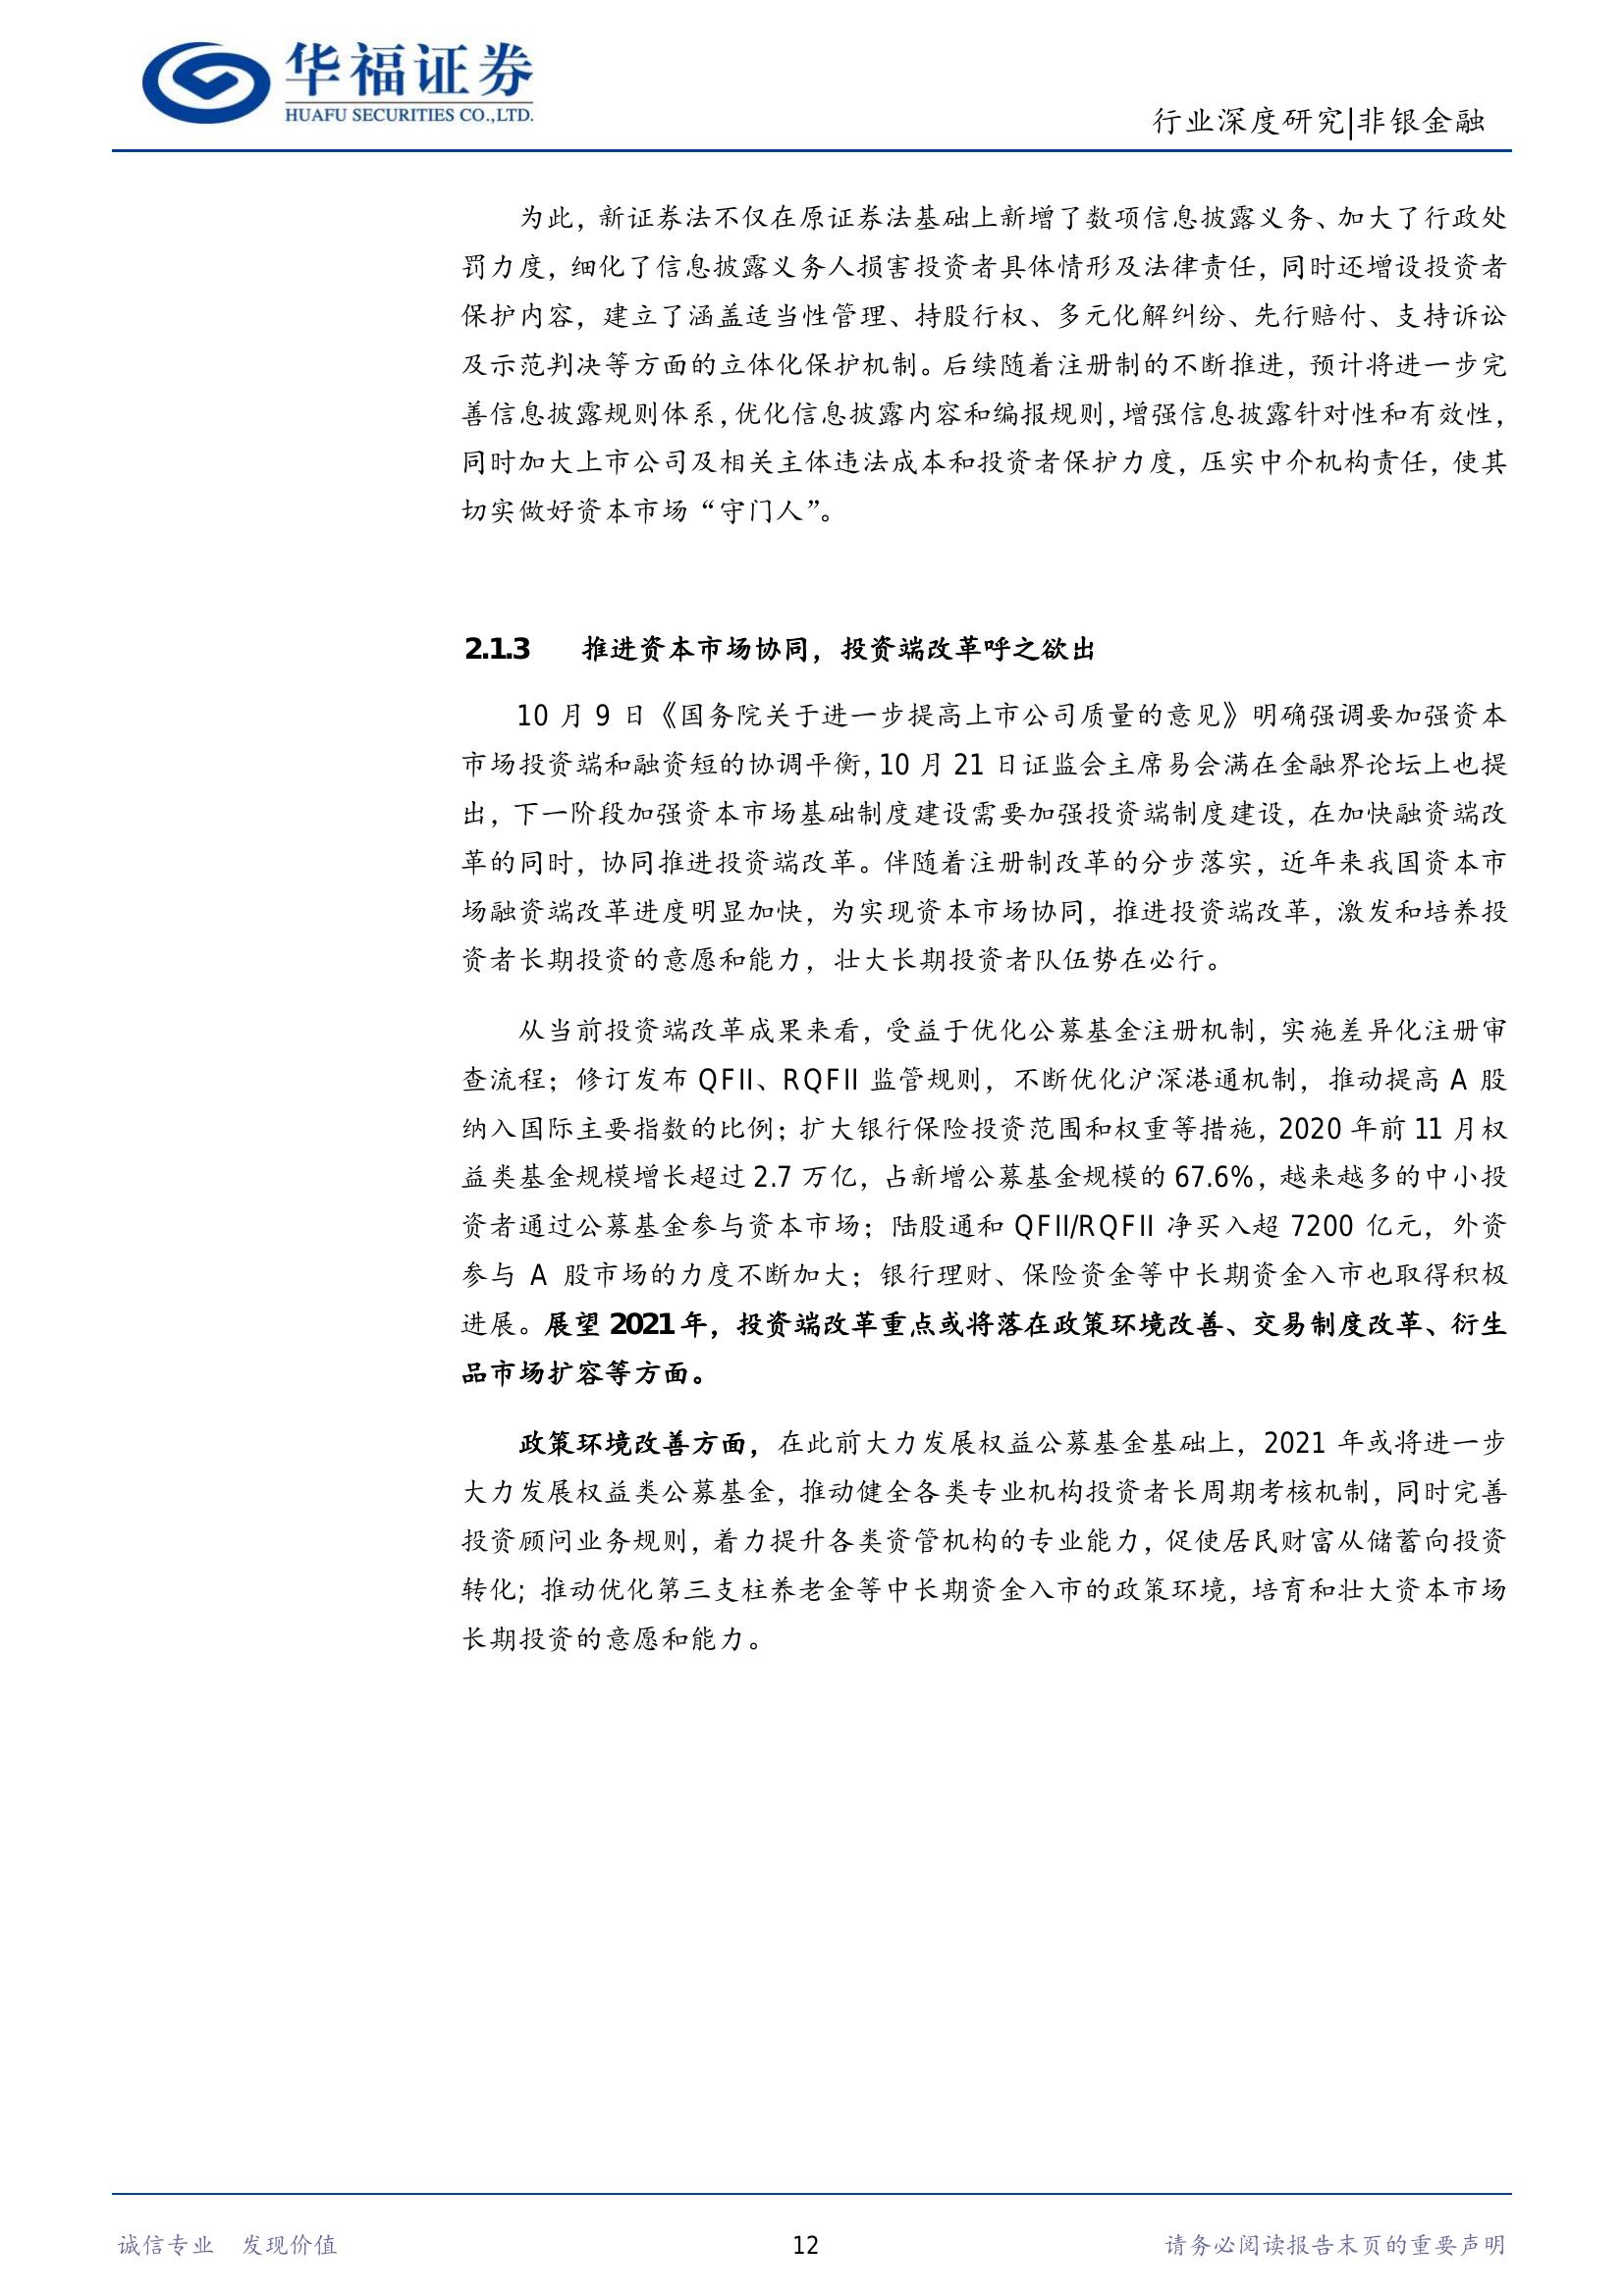 华福证券
HUAFU SECURITIES CO.,LTD.
行业深度研究|非银金融
为此，新证券法不仅在原证券法基础上新增了数项信息披露义务、加大了行政处
罚力度，细化了信息披露义务人损害投资者具体情形及法律责任，同时还增设投资者
保护内容，建立了涵盖适当性管理、持股行权、多元化解纠纷、先行赔付、支持诉讼
及示范判决等方面的立体化保护机制。后续随着注册制的不断推进，预计将进一步完
善信息披露规则体系，优化信息披露内容和编报规则，增强信息披露针对性和有效性，
同时加大上市公司及相关主体违法成本和投资者保护力度，压实中介机构责任，使其
切实做好资本市场“守门人”。
2.1.3 推进资本市场协同，投资端改革呼之欲出
10 月 9 日《国务院关于进一步提高上市公司质量的意见》明确强调要加强资本
市场投资端和融资短的协调平衡，10 月 21 日证监会主席易会满在金融界论坛上也提
出，下一阶段加强资本市场基础制度建设需要加强投资端制度建设，在加快融资端改
革的同时，协同推进投资端改革。伴随着注册制改革的分步落实，近年来我国资本市
场融资端改革进度明显加快，为实现资本市场协同，推进投资端改革，激发和培养投
资者长期投资的意愿和能力，壮大长期投资者队伍势在必行。
从当前投资端改革成果来看，受益于优化公募基金注册机制，实施差异化注册审
查流程；修订发布 QFII、RQFII 监管规则，不断优化沪深港通机制，推动提高 A 股
纳入国际主要指数的比例；扩大银行保险投资范围和权重等措施，2020 年前 11 月权
益类基金规模增长超过 2.7 万亿，占新增公募基金规模的 67.6%，越来越多的中小投
资者通过公募基金参与资本市场；陆股通和 QFII/RQFII 净买入超 7200 亿元，外资
参与 A 股市场的力度不断加大；银行理财、保险资金等中长期资金入市也取得积极
进展。展望 2021 年，投资端改革重点或将落在政策环境改善、交易制度改革、衍生
品市场扩容等方面。
政策环境改善方面，在此前大力发展权益公募基金基础上，2021 年或将进一步
大力发展权益类公募基金，推动健全各类专业机构投资者长周期考核机制，同时完善
投资顾问业务规则，着力提升各类资管机构的专业能力，促使居民财富从储蓄向投资
转化；推动优化第三支柱养老金等中长期资金入市的政策环境，培育和壮大资本市场
长期投资的意愿和能力。
诚信专业 发现价值 12 请务必阅读报告末页的重要声明